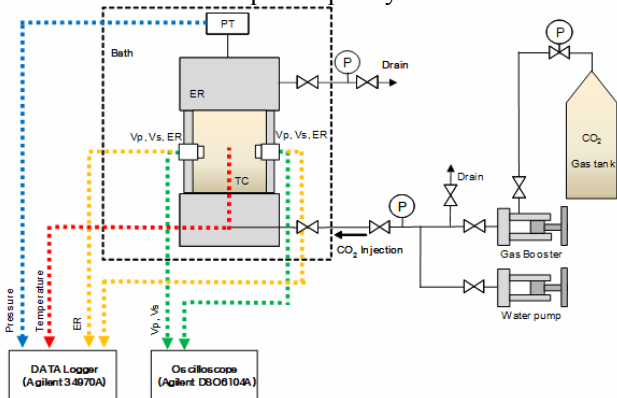 PT
Bath
P
Drain
P
ER
Vp, Vs, ER
Vp, Vs, ER
CO2
Gas tank
TC
Drain
P
CO2 Injection
Gas Booster
Water pump
Pressure
Temperature
ER
Vp, Vs
DATA Logger
(Agilent 34970A)
Oscilloscope
(Agilent DSO6104A)